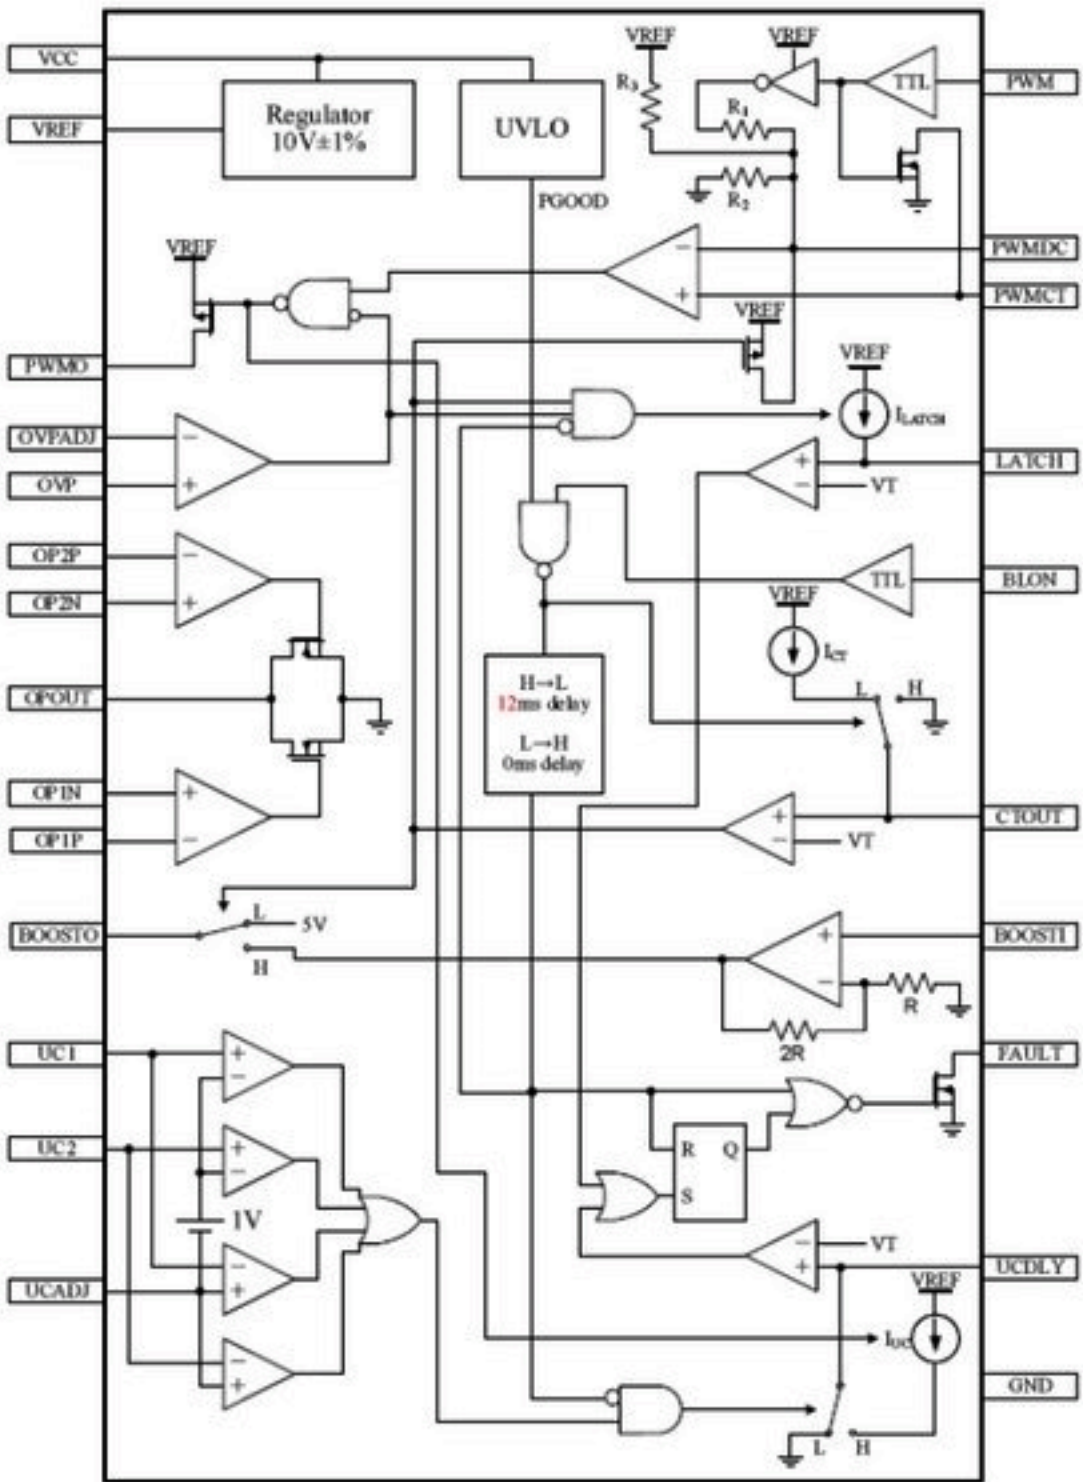 VCC
VREF
Regulator
10V±1%
UVLO
PGOOD
VREF
R3
R1
R2
VREF
TTL
PWM
PWMDC
PWMCT
−
+
VREF
VREF
PWMO
OVPADJ
OVP
−
+
VREF
ILATCH
LATCH
+
−
VT
OP2P
OP2N
−
+
TTL
BLON
VREF
ICT
L
H
OPOUT
H→L
12ms delay
L→H
0ms delay
OP1N
OP1P
+
−
CTOUT
+
−
VT
BOOSTO
L
5V
H
BOOSTI
+
−
R
2R
UC1
+
−
FAULT
UC2
+
−
R
Q
S
1V
−
+
VT
UCDLY
−
+
UCADJ
VREF
IUC
−
+
GND
L
H